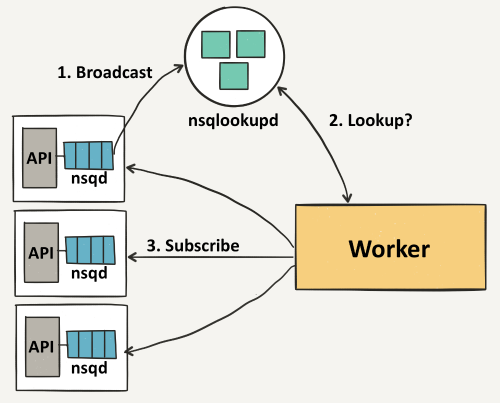 1. Broadcast
nsqlookupd
2. Lookup?
API
nsqd
API
nsqd
3. Subscribe
Worker
API
nsqd